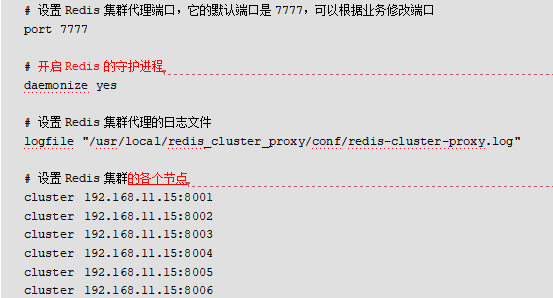 # 设置 Redis 集群代理端口，它的默认端口是 7777，可以根据业务修改端口
port 7777
# 开启 Redis 的守护进程
daemonize yes
# 设置 Redis 集群代理的日志文件
logfile "/usr/local/redis_cluster_proxy/conf/redis-cluster-proxy.log"
# 设置 Redis 集群的各个节点
cluster 192.168.11.15:8001
cluster 192.168.11.15:8002
cluster 192.168.11.15:8003
cluster 192.168.11.15:8004
cluster 192.168.11.15:8005
cluster 192.168.11.15:8006